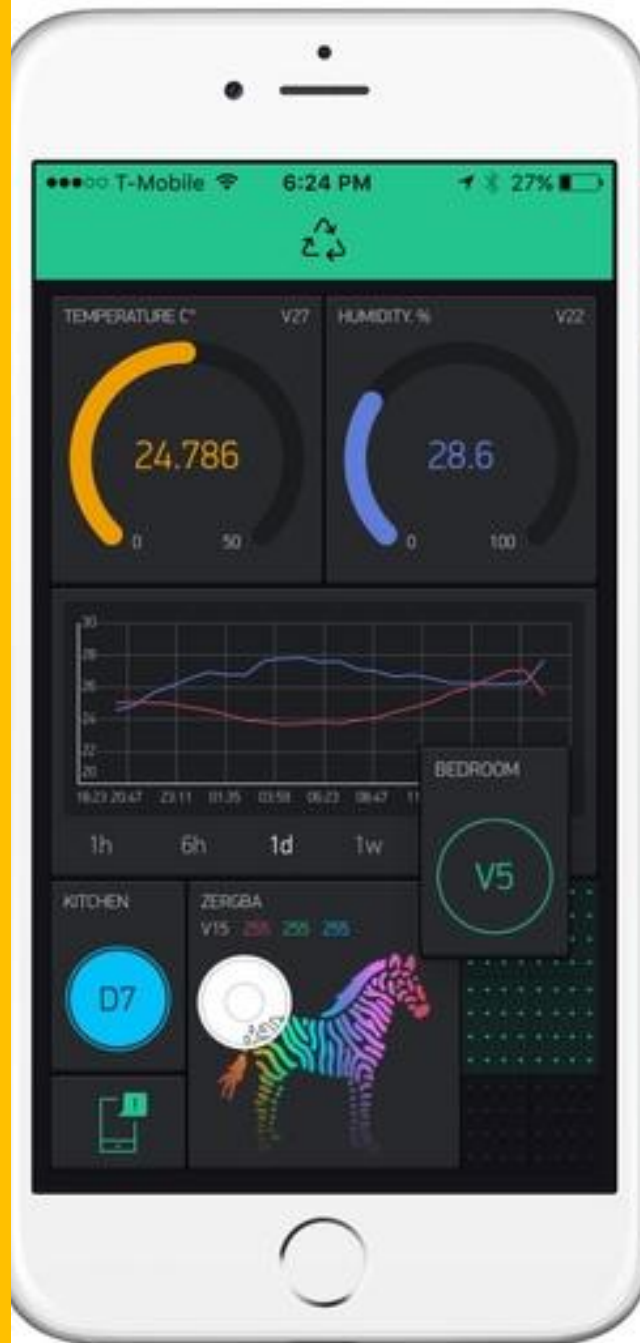 T-Mobile 6:24 PM 27%
TEMPERATURE C° V27
24.786
0 50
HUMIDITY, % V22
28.6
0 100
30
28
26
24
22
20
18:23 20:47 23:11 01:35 03:59 06:23 08:47
1h 6h 1d 1w
BEDROOM
V5
KITCHEN
D7
ZERGBA
V15 255 255 255
!